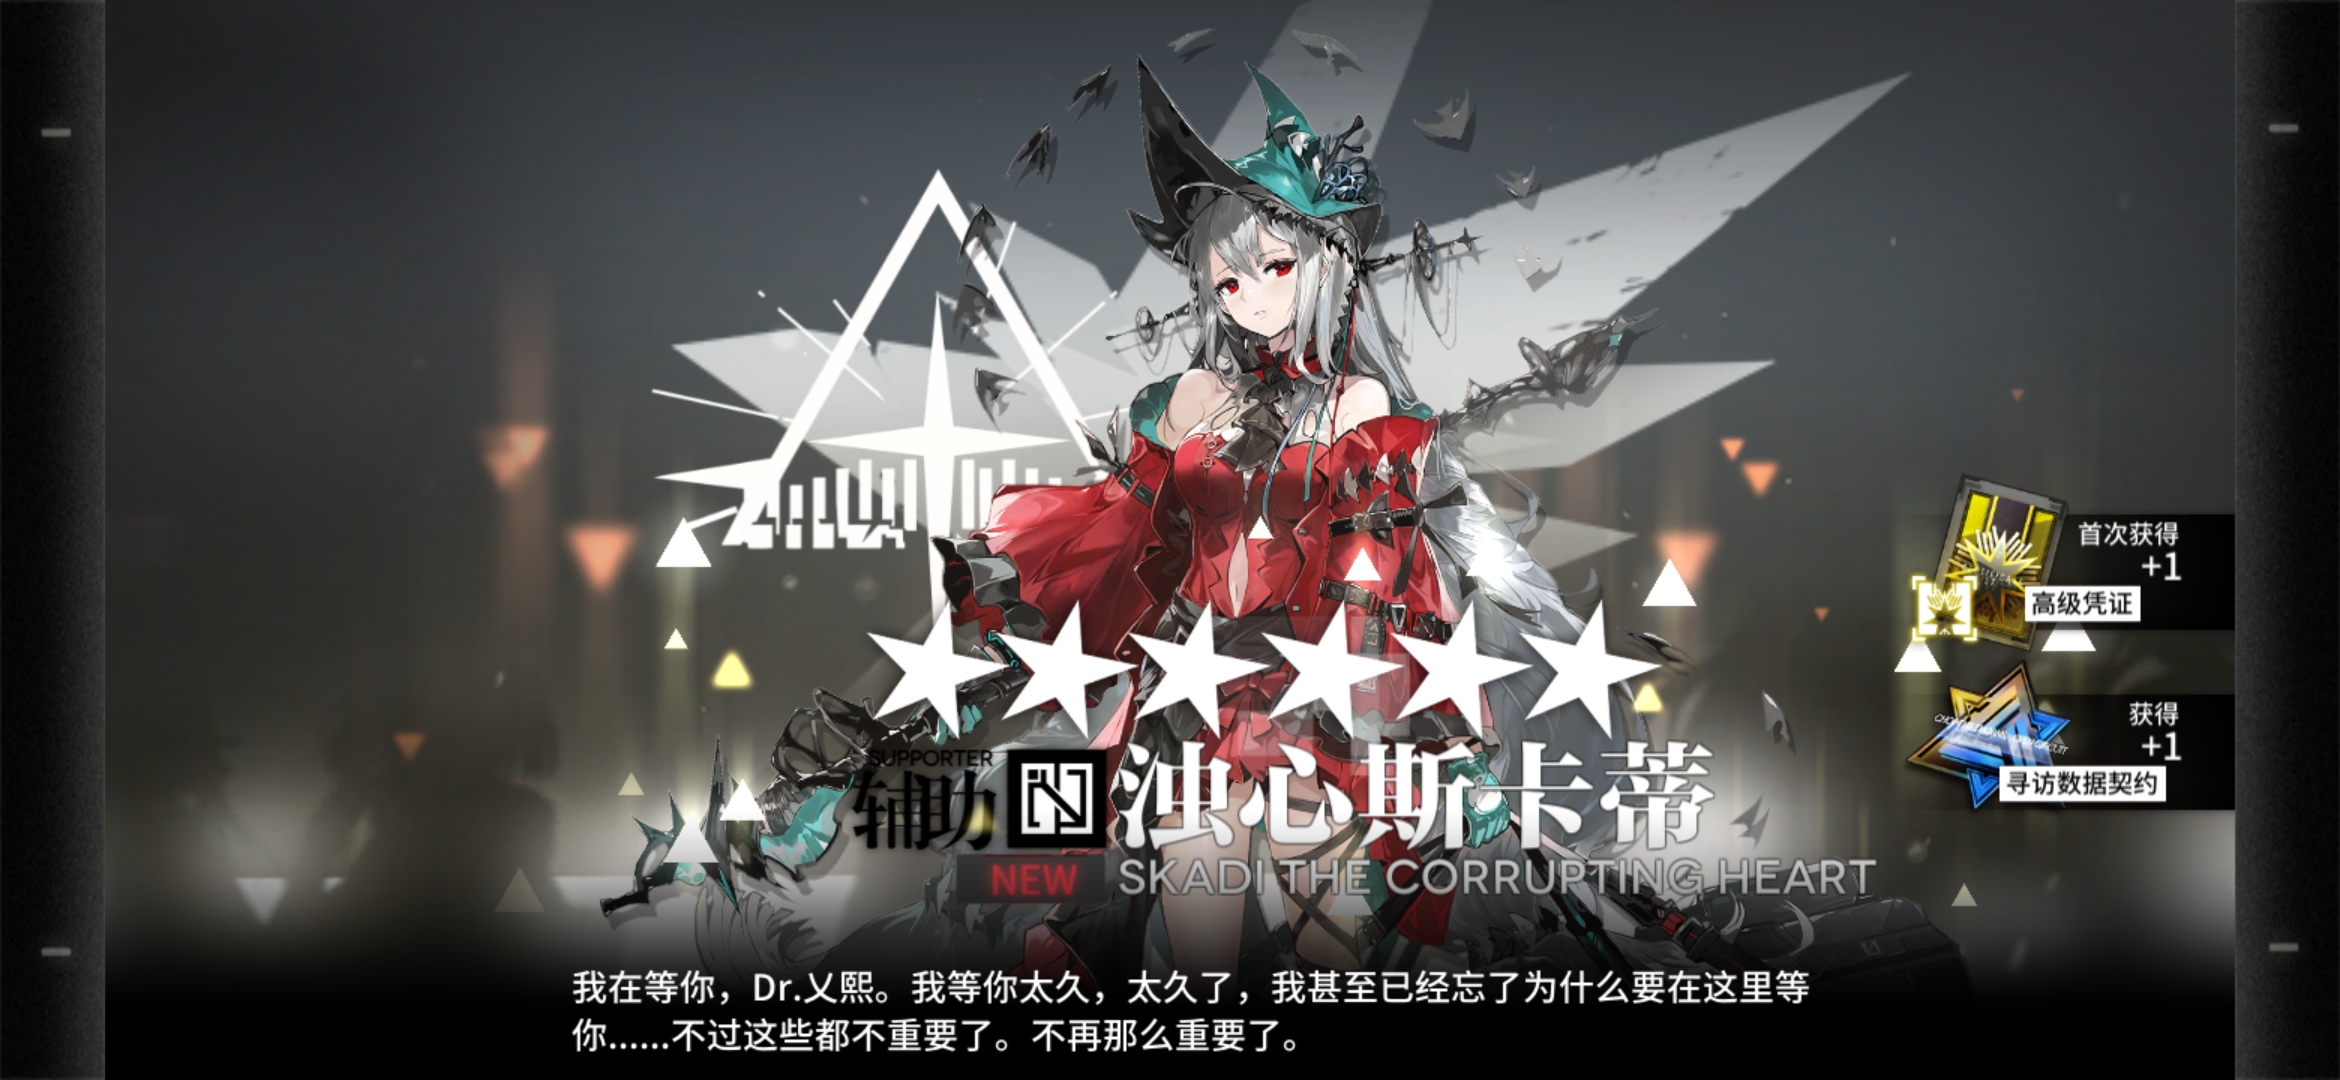 首次获得
+1
高级凭证
获得
+1
寻访数据契约
SUPPORTER
辅助
浊心斯卡蒂
NEW
SKADI THE CORRUPTING HEART
我在等你，Dr.乂熙。我等你太久，太久了，我甚至已经忘了为什么要在这里等
你......不过这些都不重要了。不再那么重要了。